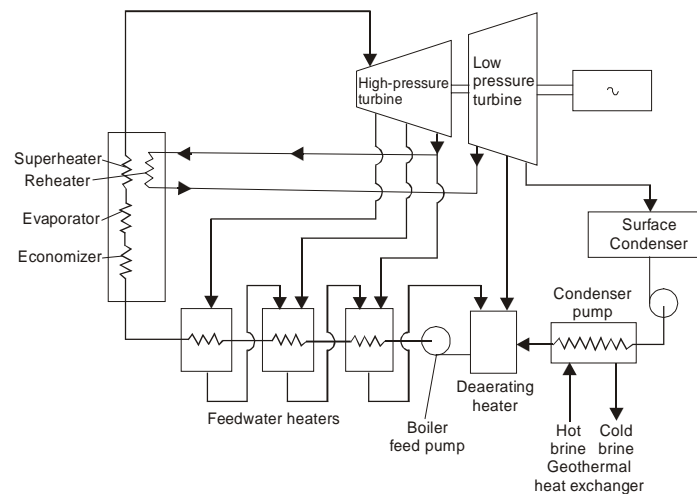 High-pressure
turbine
Low
pressure
turbine
Superheater
Reheater
Evaporator
Economizer
Surface
Condenser
Condenser
pump
Deaerating
heater
Feedwater heaters
Boiler
feed pump
Hot
brine
Cold
brine
Geothermal
heat exchanger